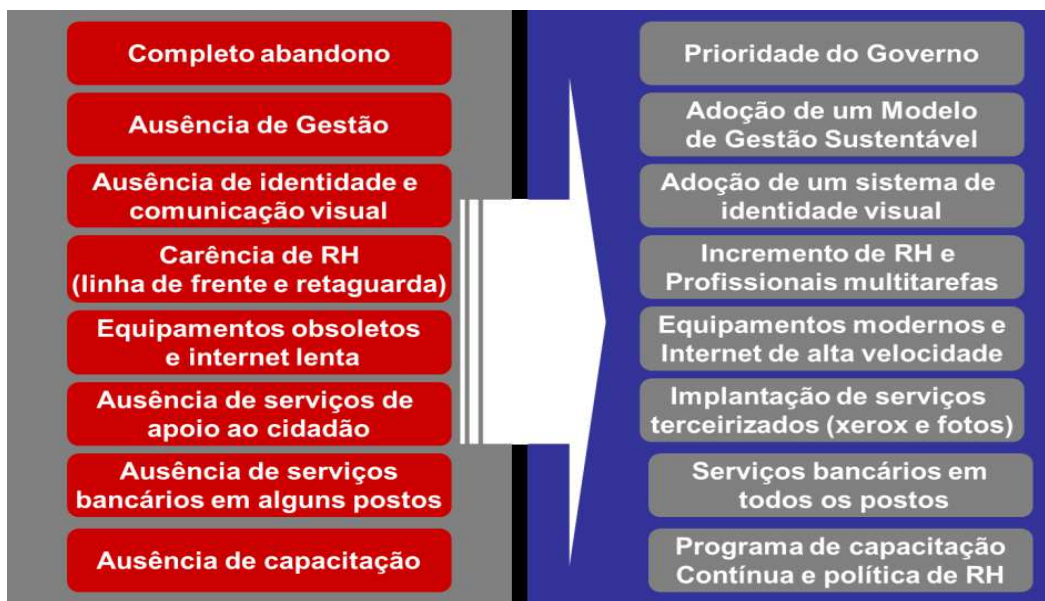 Completo abandono
Ausência de Gestão
Ausência de identidade e
comunicação visual
Carência de RH
(linha de frente e retaguarda)
Equipamentos obsoletos
e internet lenta
Ausência de serviços de
apoio ao cidadão
Ausência de serviços
bancários em alguns postos
Ausência de capacitação
Prioridade do Governo
Adoção de um Modelo
de Gestão Sustentável
Adoção de um sistema de
identidade visual
Incremento de RH e
Profissionais multitarefas
Equipamentos modernos e
Internet de alta velocidade
Implantação de serviços
terceirizados (xerox e fotos)
Serviços bancários em
todos os postos
Programa de capacitação
Contínua e política de RH